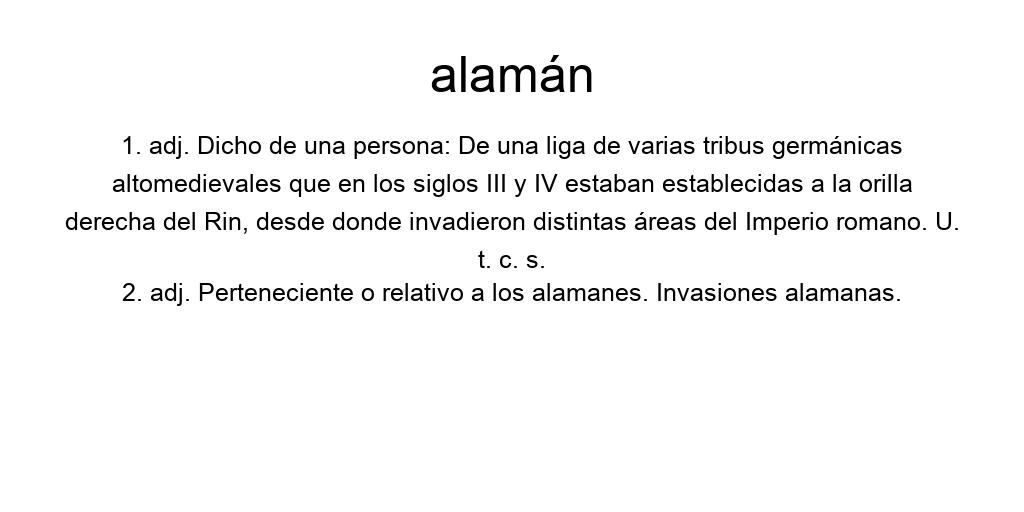 alamán
1. adj. Dicho de una persona: De una liga de varias tribus germánicas
altomedievales que en los siglos III y IV estaban establecidas a la orilla
derecha del Rin, desde donde invadieron distintas áreas del Imperio romano. U.
t. c. s.
2. adj. Perteneciente o relativo a los alamanes. Invasiones alamanas.